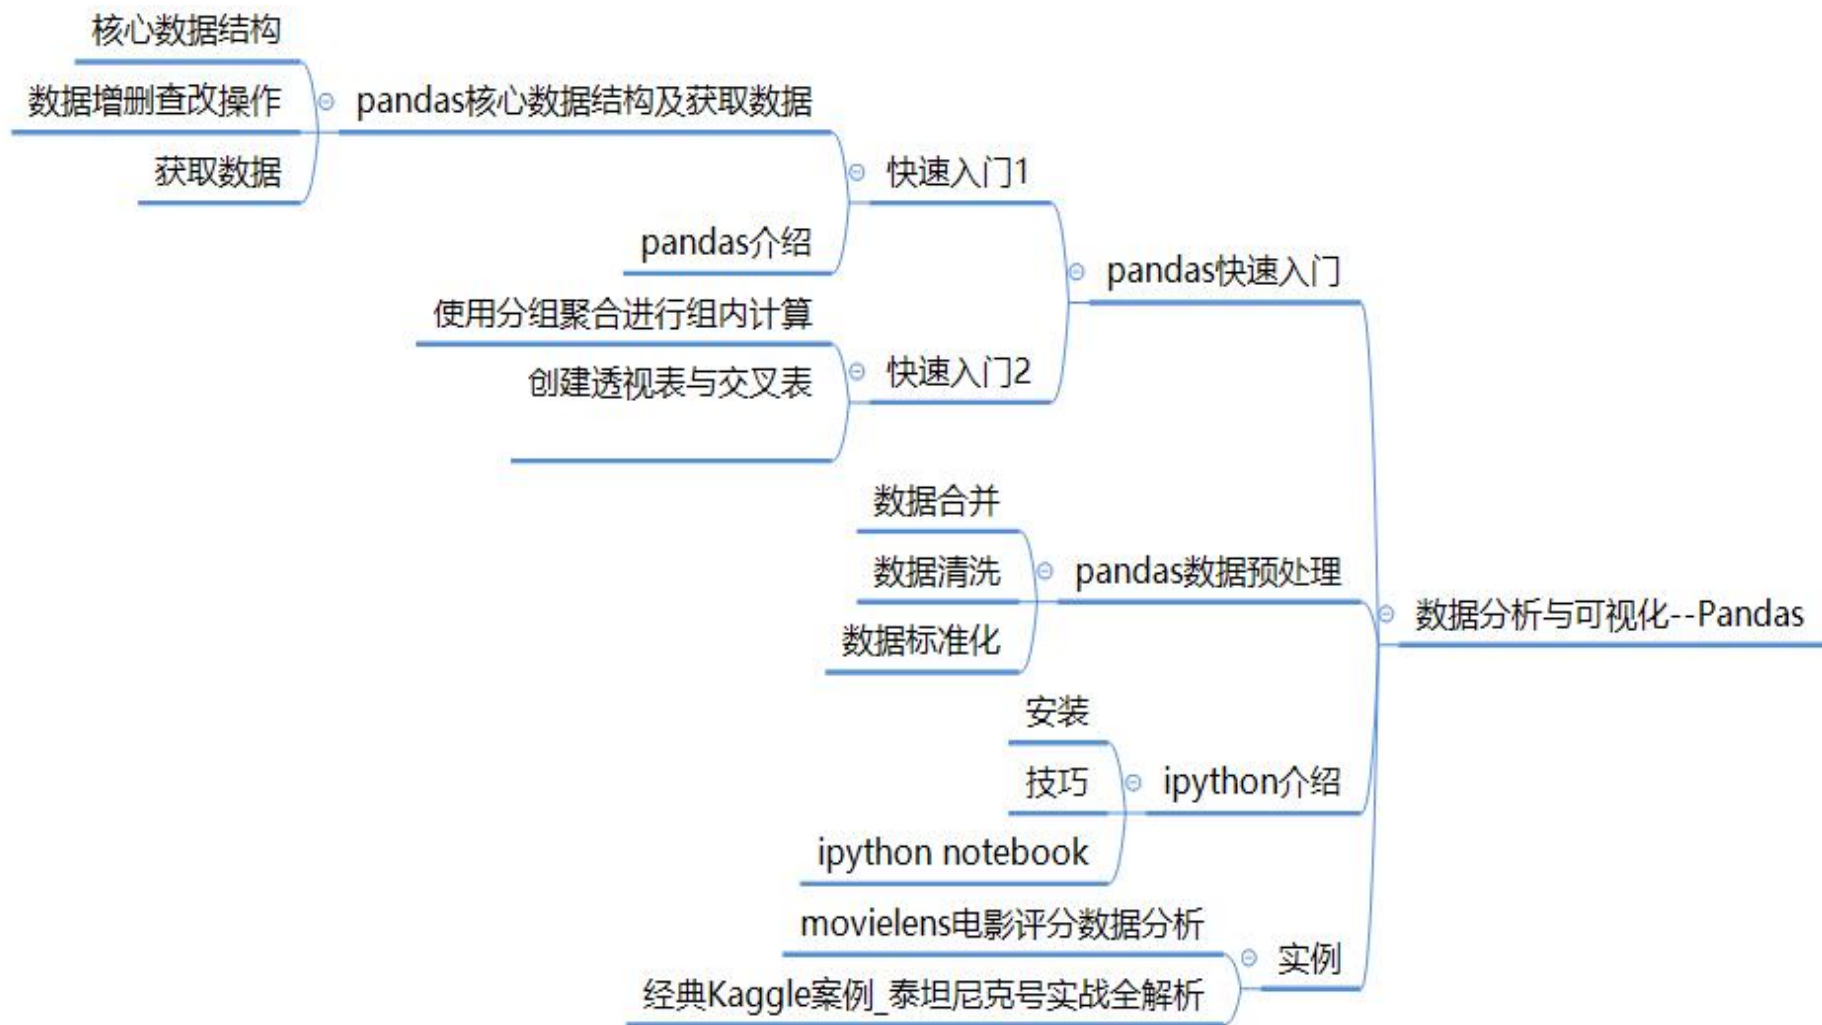 核心数据结构
数据增删查改操作
pandas核心数据结构及获取数据
获取数据
快速入门1
pandas介绍
pandas快速入门
使用分组聚合进行组内计算
快速入门2
创建透视表与交叉表
数据合并
数据清洗
pandas数据预处理
数据分析与可视化--Pandas
数据标准化
安装
技巧
ipython介绍
ipython notebook
movielens电影评分数据分析
实例
经典Kaggle案例_泰坦尼克号实战全解析